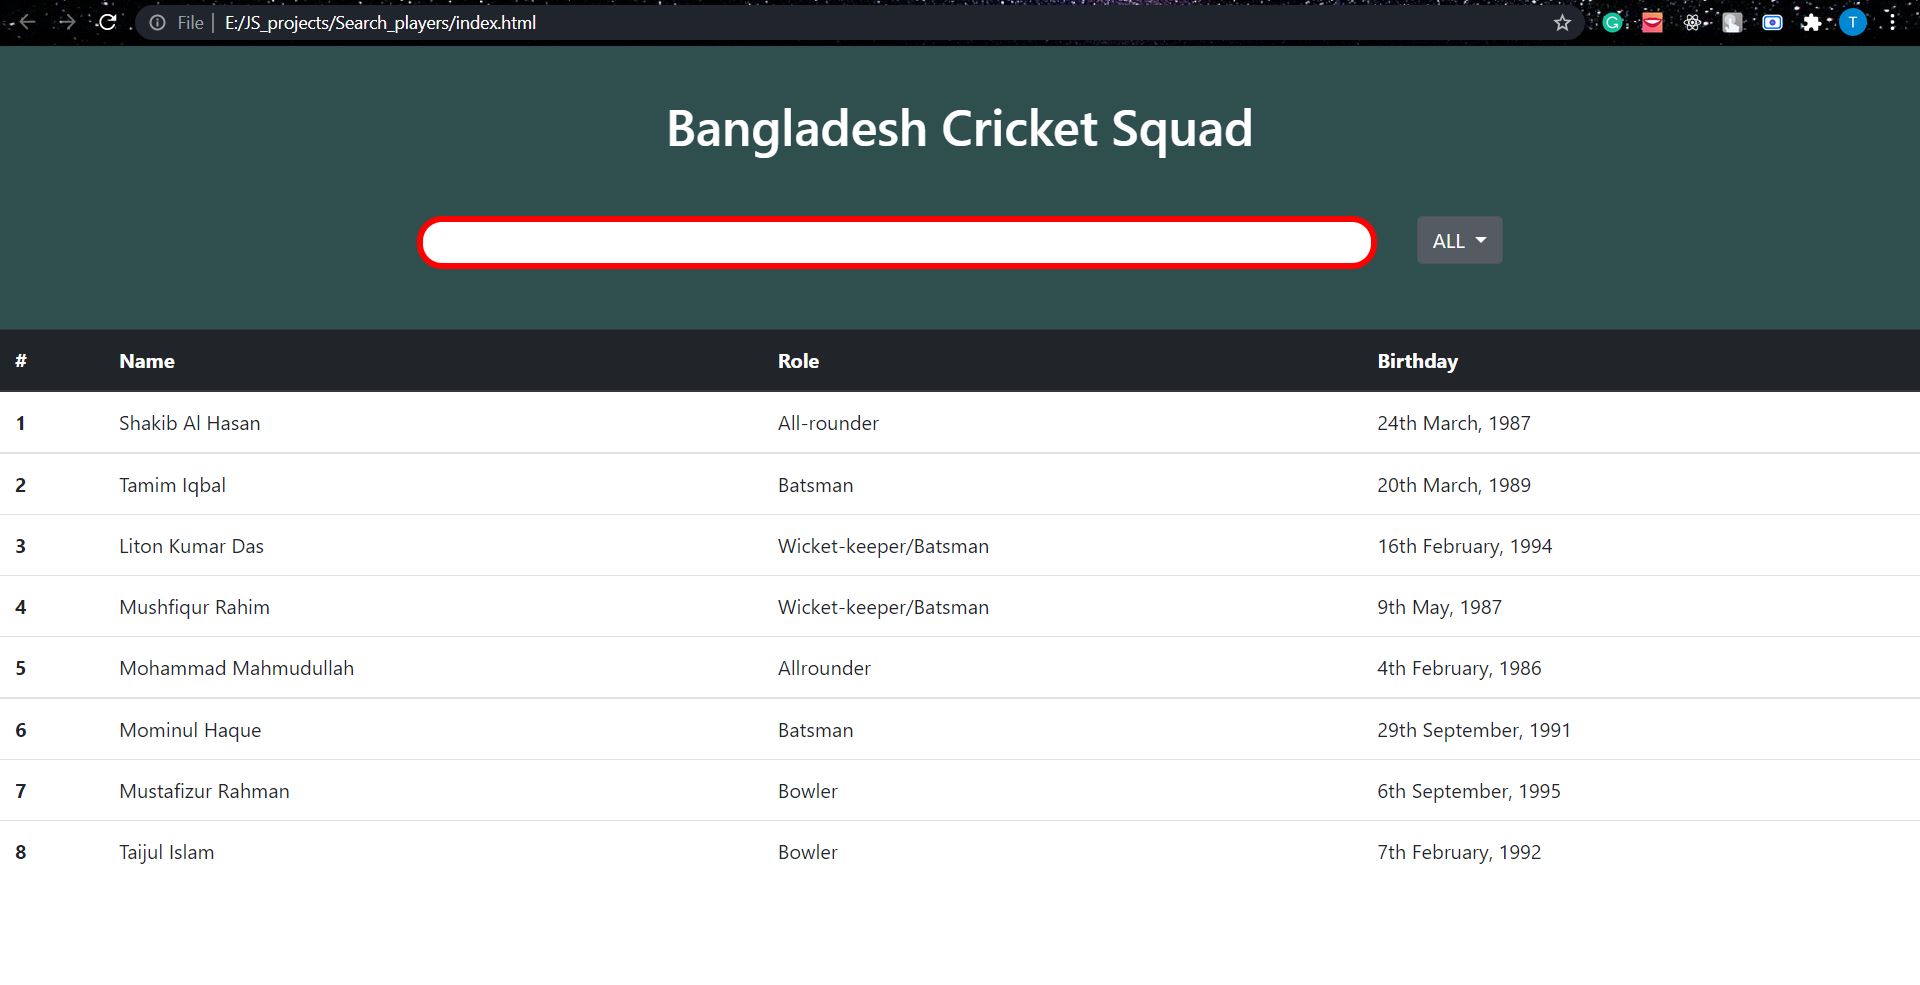 File | E:/JS_projects/Search_players/index.html
T
Bangladesh Cricket Squad
ALL
# Name Role Birthday
1 Shakib Al Hasan All-rounder 24th March, 1987
2 Tamim Iqbal Batsman 20th March, 1989
3 Liton Kumar Das Wicket-keeper/Batsman 16th February, 1994
4 Mushfiqur Rahim Wicket-keeper/Batsman 9th May, 1987
5 Mohammad Mahmudullah Allrounder 4th February, 1986
6 Mominul Haque Batsman 29th September, 1991
7 Mustafizur Rahman Bowler 6th September, 1995
8 Taijul Islam Bowler 7th February, 1992